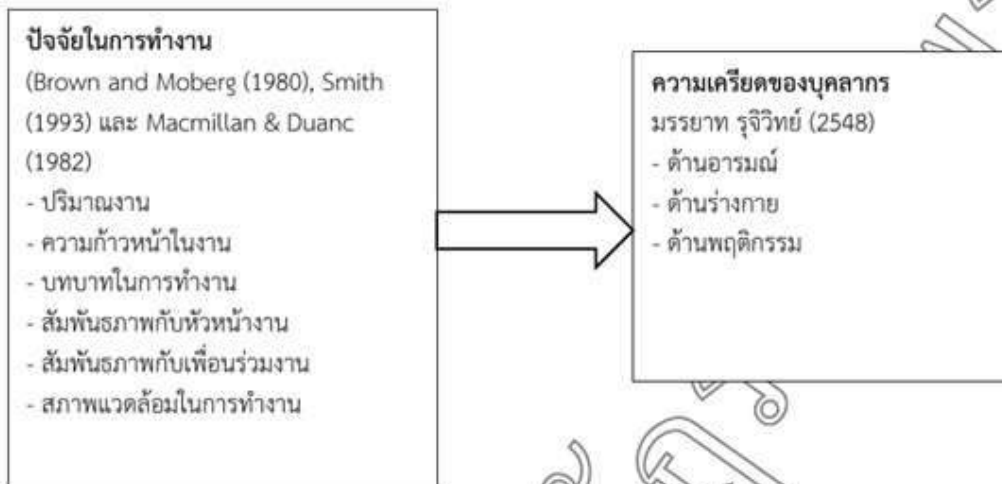 ปัจจัยในการทำงาน
(Brown and Moberg (1980), Smith
(1993) และ Macmillan & Duanc
(1982)
- ปริมาณงาน
- ความก้าวหน้าในงาน
- บทบาทในการทำงาน
- สัมพันธภาพกับหัวหน้างาน
- สัมพันธภาพกับเพื่อนร่วมงาน
- สภาพแวดล้อมในการทำงาน
ความเครียดของบุคลากร
มรรยาท รุจิวิทย์ (2548)
- ด้านอารมณ์
- ด้านร่างกาย
- ด้านพฤติกรรม